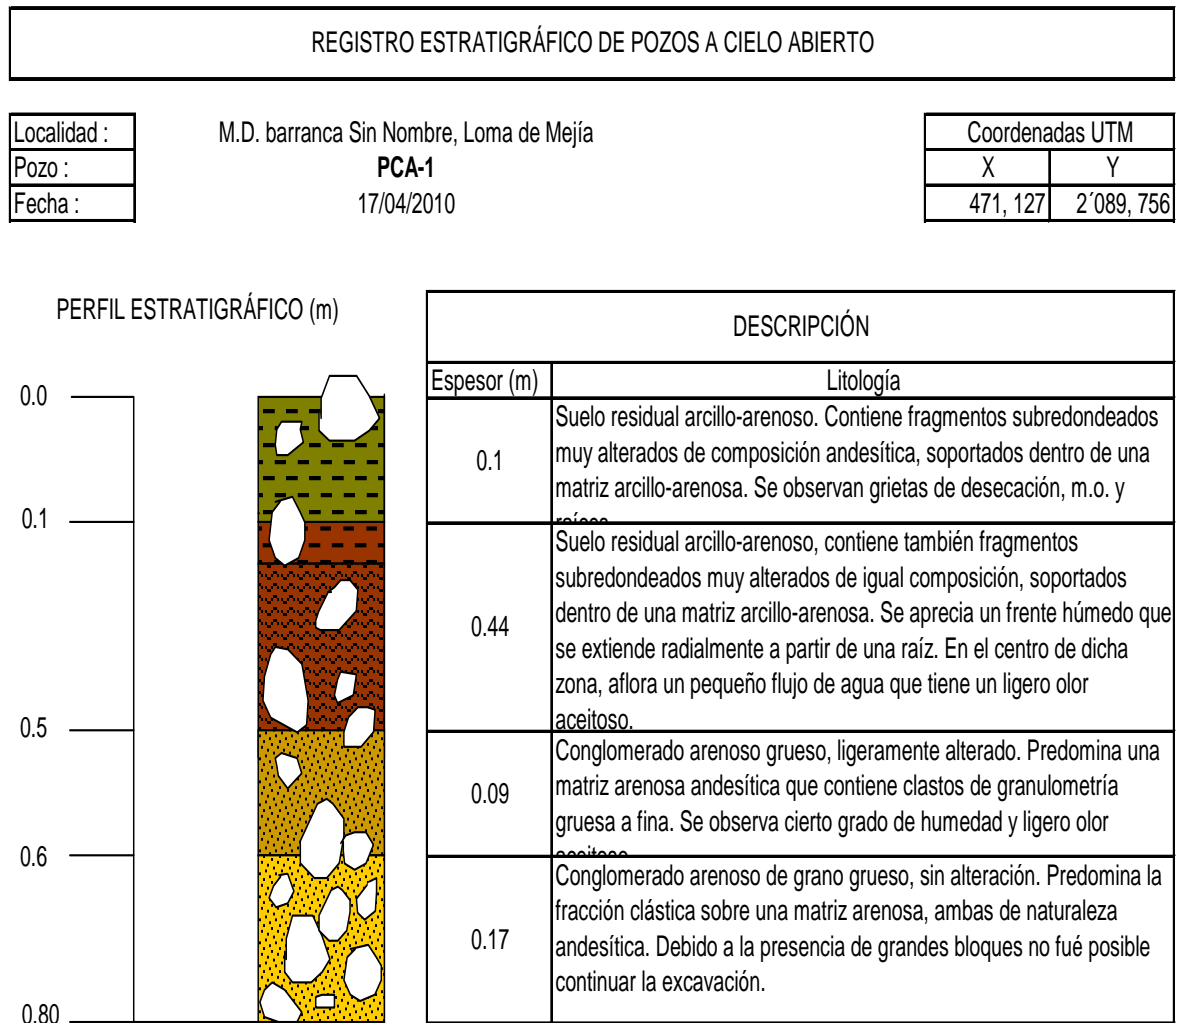 REGISTRO ESTRATIGRÁFICO DE POZOS A CIELO ABIERTO
Localidad : M.D. barranca Sin Nombre, Loma de Mejía
Pozo : PCA-1
Fecha : 17/04/2010
Coordenadas UTM
X Y
471, 127 2´089, 756
PERFIL ESTRATIGRÁFICO (m)
0.0
0.1
0.5
0.6
0.80
DESCRIPCIÓN
Espesor (m) Litología
0.1
Suelo residual arcillo-arenoso. Contiene fragmentos subredondeados
muy alterados de composición andesítica, soportados dentro de una
matriz arcillo-arenosa. Se observan grietas de desecación, m.o. y
0.44
Suelo residual arcillo-arenoso, contiene también fragmentos
subredondeados muy alterados de igual composición, soportados
dentro de una matriz arcillo-arenosa. Se aprecia un frente húmedo que
se extiende radialmente a partir de una raíz. En el centro de dicha
zona, aflora un pequeño flujo de agua que tiene un ligero olor
aceitoso.
0.09
Conglomerado arenoso grueso, ligeramente alterado. Predomina una
matriz arenosa andesítica que contiene clastos de granulometría
gruesa a fina. Se observa cierto grado de humedad y ligero olor
0.17
Conglomerado arenoso de grano grueso, sin alteración. Predomina la
fracción clástica sobre una matriz arenosa, ambas de naturaleza
andesítica. Debido a la presencia de grandes bloques no fué posible
continuar la excavación.